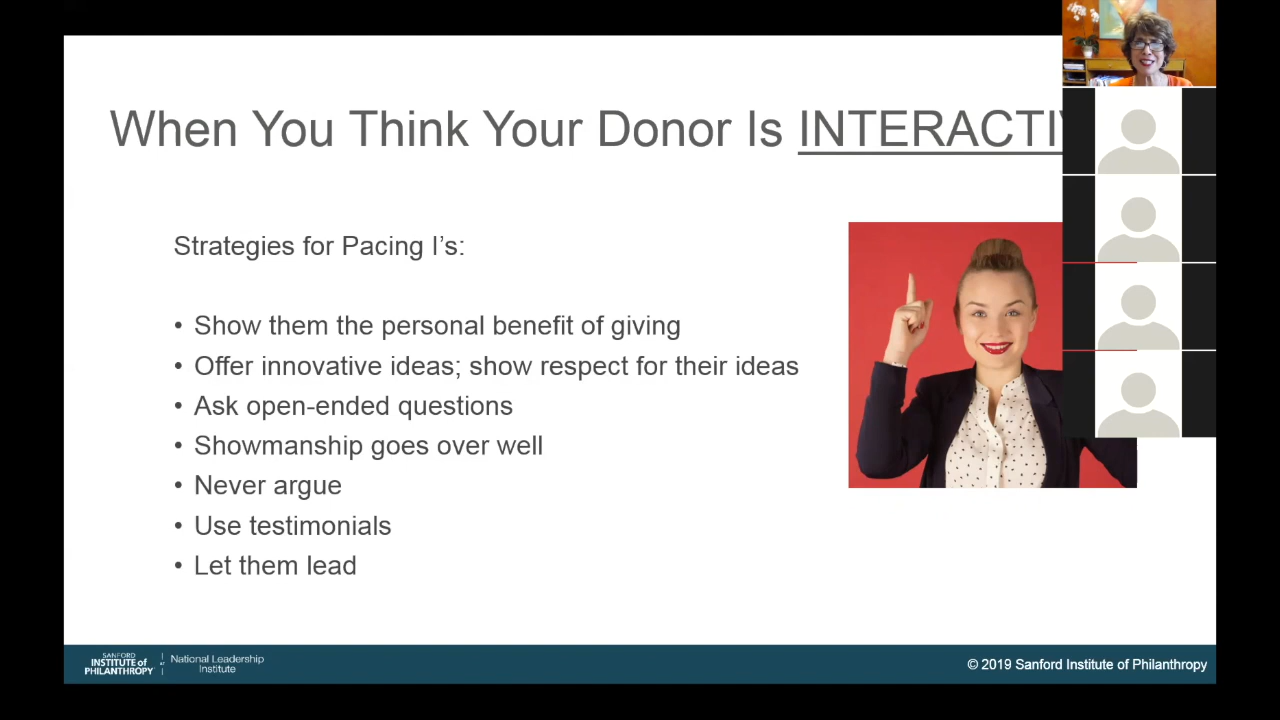 When You Think Your Donor Is INTERACTIV
Strategies for Pacing I's:
• Show them the personal benefit of giving
• Offer innovative ideas; show respect for their ideas
• Ask open-ended questions
• Showmanship goes over well
• Never argue
• Use testimonials
• Let them lead
SANFORD
INSTITUTE of
PHILANTHROPY
AT
National Leadership
Institute
© 2019 Sanford Institute of Philanthropy